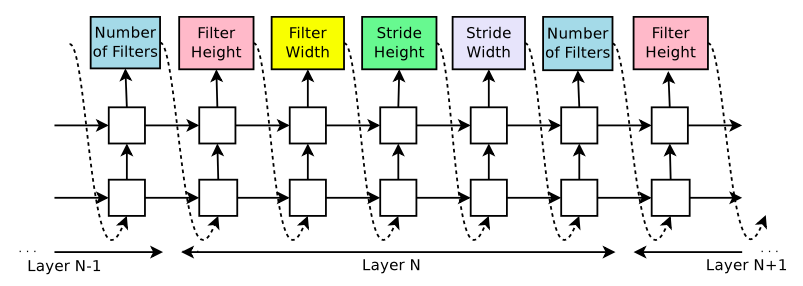 Number
of Filters
Filter
Height
Filter
Width
Stride
Height
Stride
Width
Number
of Filters
Filter
Height
...
Layer N-1
Layer N
...
Layer N+1